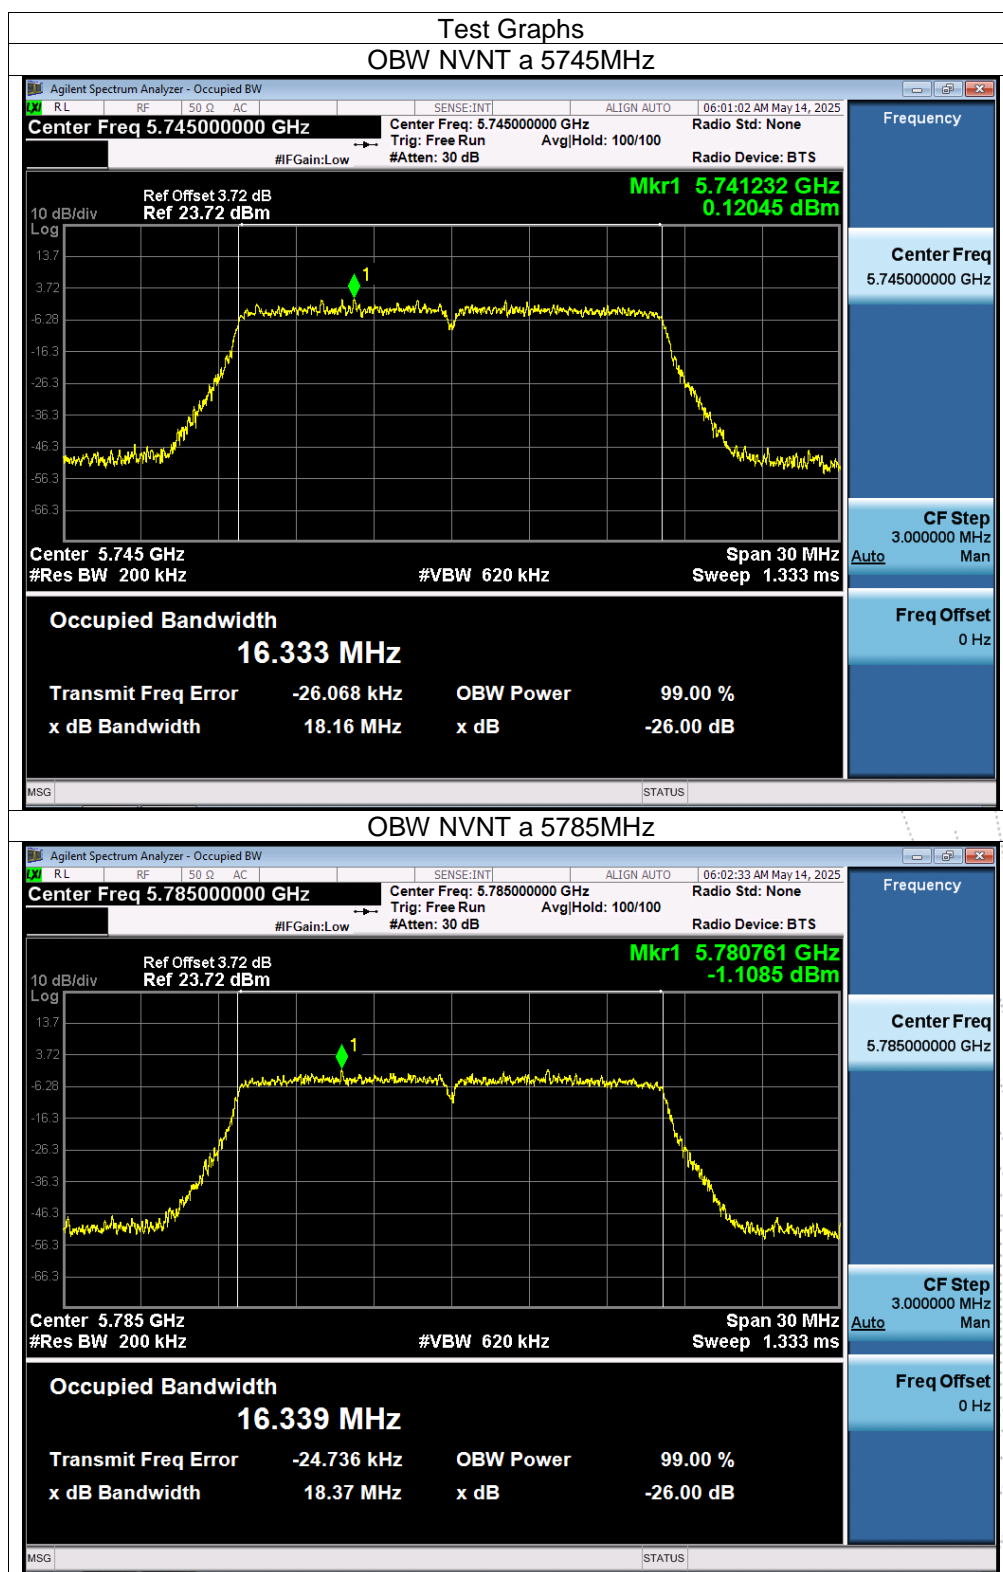 Test Graphs
OBW NVNT a 5745MHz
Agilent Spectrum Analyzer - Occupied BW
LXI RL RF 50 Ω AC SENSE:INT ALIGN AUTO 06:01:02 AM May 14, 2025
Center Freq 5.745000000 GHz
Center Freq: 5.745000000 GHz
Radio Std: None
Trig: Free Run Avg|Hold: 100/100
#IFGain:Low
#Atten: 30 dB
Radio Device: BTS
Frequency
Mkr1 5.741232 GHz
0.12045 dBm
Ref Offset 3.72 dB
10 dB/div Ref 23.72 dBm
Log
13.7
3.72
-6.28
-16.3
-26.3
-36.3
-46.3
-56.3
-66.3
1
Center Freq
5.745000000 GHz
CF Step
3.000000 MHz
Auto Man
Freq Offset
0 Hz
Center 5.745 GHz Span 30 MHz
#Res BW 200 kHz #VBW 620 kHz Sweep 1.333 ms
Occupied Bandwidth
16.333 MHz
Transmit Freq Error -26.068 kHz OBW Power 99.00 %
x dB Bandwidth 18.16 MHz x dB -26.00 dB
MSG STATUS
OBW NVNT a 5785MHz
Agilent Spectrum Analyzer - Occupied BW
LXI RL RF 50 Ω AC SENSE:INT ALIGN AUTO 06:02:33 AM May 14, 2025
Center Freq 5.785000000 GHz
Center Freq: 5.785000000 GHz
Radio Std: None
Trig: Free Run Avg|Hold: 100/100
#IFGain:Low
#Atten: 30 dB
Radio Device: BTS
Frequency
Mkr1 5.780761 GHz
-1.1085 dBm
Ref Offset 3.72 dB
10 dB/div Ref 23.72 dBm
Log
13.7
3.72
-6.28
-16.3
-26.3
-36.3
-46.3
-56.3
-66.3
1
Center Freq
5.785000000 GHz
CF Step
3.000000 MHz
Auto Man
Freq Offset
0 Hz
Center 5.785 GHz Span 30 MHz
#Res BW 200 kHz #VBW 620 kHz Sweep 1.333 ms
Occupied Bandwidth
16.339 MHz
Transmit Freq Error -24.736 kHz OBW Power 99.00 %
x dB Bandwidth 18.37 MHz x dB -26.00 dB
MSG STATUS